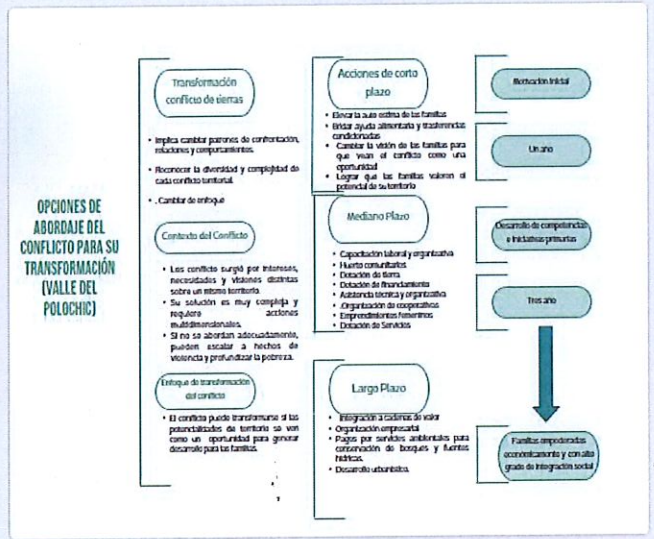 OPCIONES DE
ABORDAJE DEL
CONFLICTO PARA SU
TRANSFORMACIÓN
(VALLE DEL
POLOCHIC)
Transformación
conflicto de tierras
• Implica cambiar patrones de confrontación,
relaciones y comportamientos.
• Reconocer la diversidad y complejidad de
cada conflicto territorial.
• . Cambiar de enfoque
Contexto del Conflicto
• Los conflicto surgió por intereses,
necesidades y visiones distintas
sobre un mismo territorio.
• Su solución es muy compleja y
requiere acciones
multidimensionales.
• Si no se abordan adecuadamente,
pueden escalar a hechos de
violencia y profundizar la pobreza.
Enfoque de transformación
del conflicto
• El conflicto puede transformarse si las
potencialidades de territorio se ven
como un oportunidad para generar
desarrollo para las familias.
Acciones de corto
plazo
• Elevar la auto estima de las familias
• Bridar ayuda alimentaria y trasferencias
condicionadas
• Cambiar la visión de las familias para
que vean el conflicto como una
oportunidad
• Lograr que las familias valoren el
potencial de su territorio
Mediano Plazo
• Capacitación laboral y organizativa
• Huerto comunitarios
• Dotación de tierra
• Dotación de financiamiento
• Asistencia técnica y organizativa
• .Organización de cooperativas
• Emprendimientos femeninos
• Dotación de Servicios
Largo Plazo
• Integración a cadenas de valor
• Organización empresarial
• Pagos por servicios ambientales para
conservación de bosques y fuentes
hídricas.
• Desarrollo urbanístico.
Motivación Inicial
Un año
Desarrollo de competencias
e iniciativas primarias
Tres año
Familias empoderadas
económicamente y con alto
grado de integración social